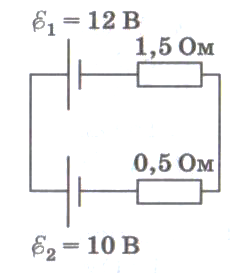 ℰ₁ = 12 В
1,5 Ом
0,5 Ом
ℰ₂ = 10 В